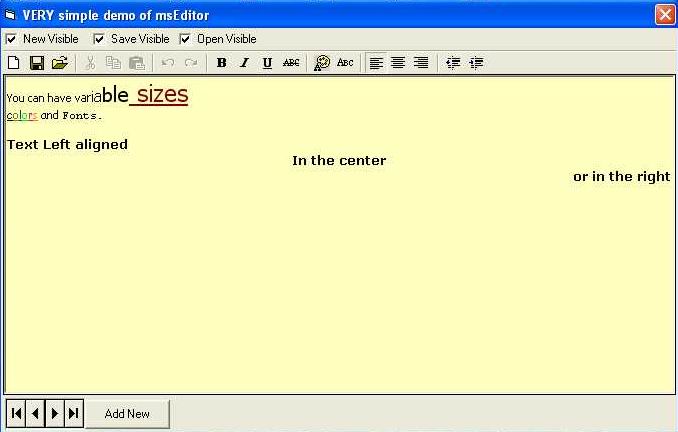 VERY simple demo of msEditor
New Visible Save Visible Open Visible
B I U ABC ABC
You can have variable sizes
colors and Fonts.
Text Left aligned
In the center
or in the right
Add New